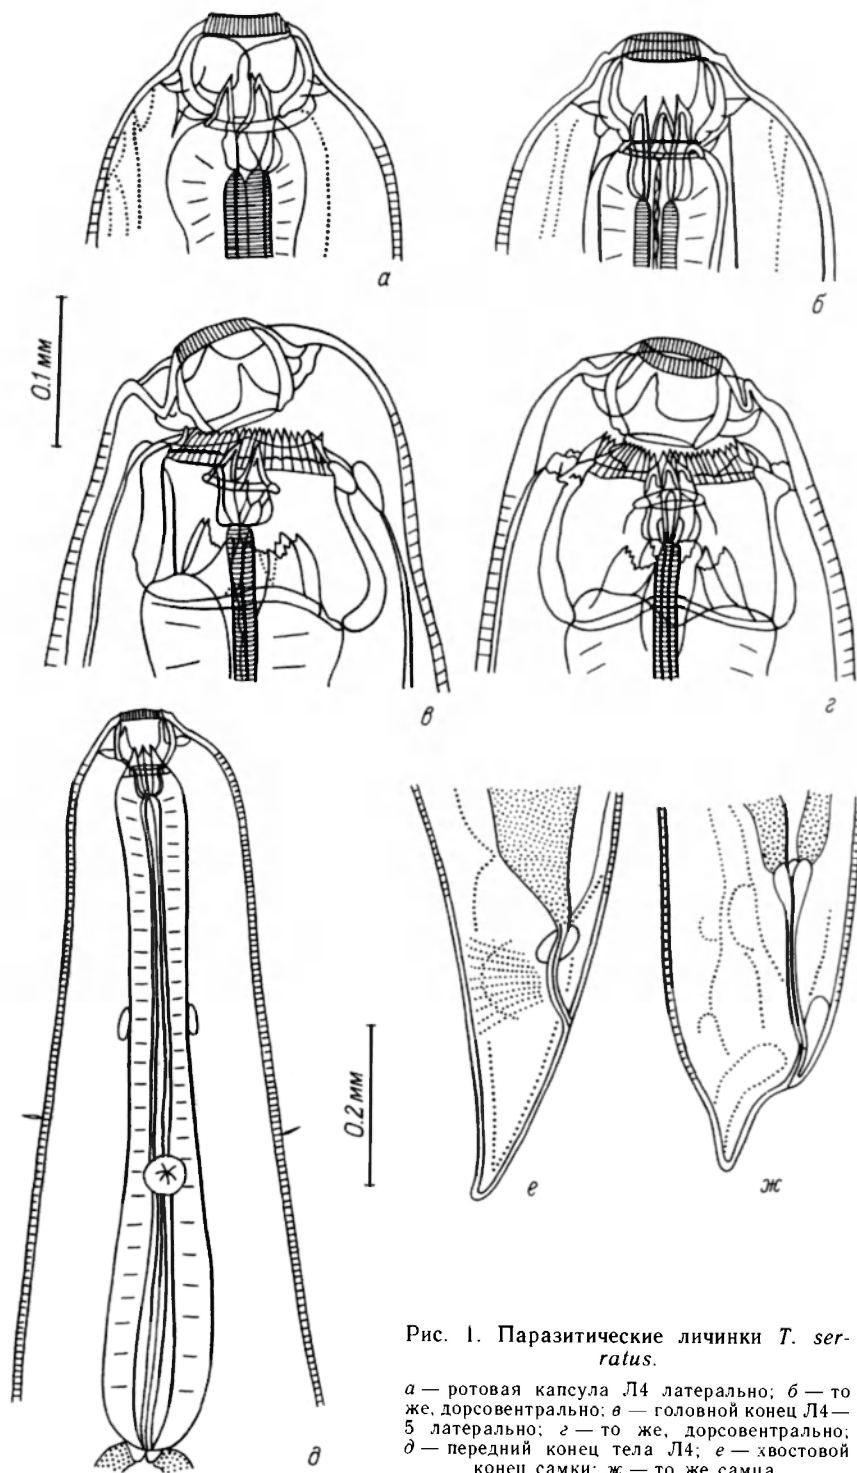 а
б
0.1 мм
в
г
0.2 мм
е
ж
д
Рис. 1. Паразитические личинки T. ser-
ratus.
а — ротовая капсула Л4 латерально; б — то
же, дорсовентрально; в — головной конец Л4—
5 латерально; г — то же, дорсовентрально;
д — передний конец тела Л4; е — хвостовой
конец самки; ж — то же самца